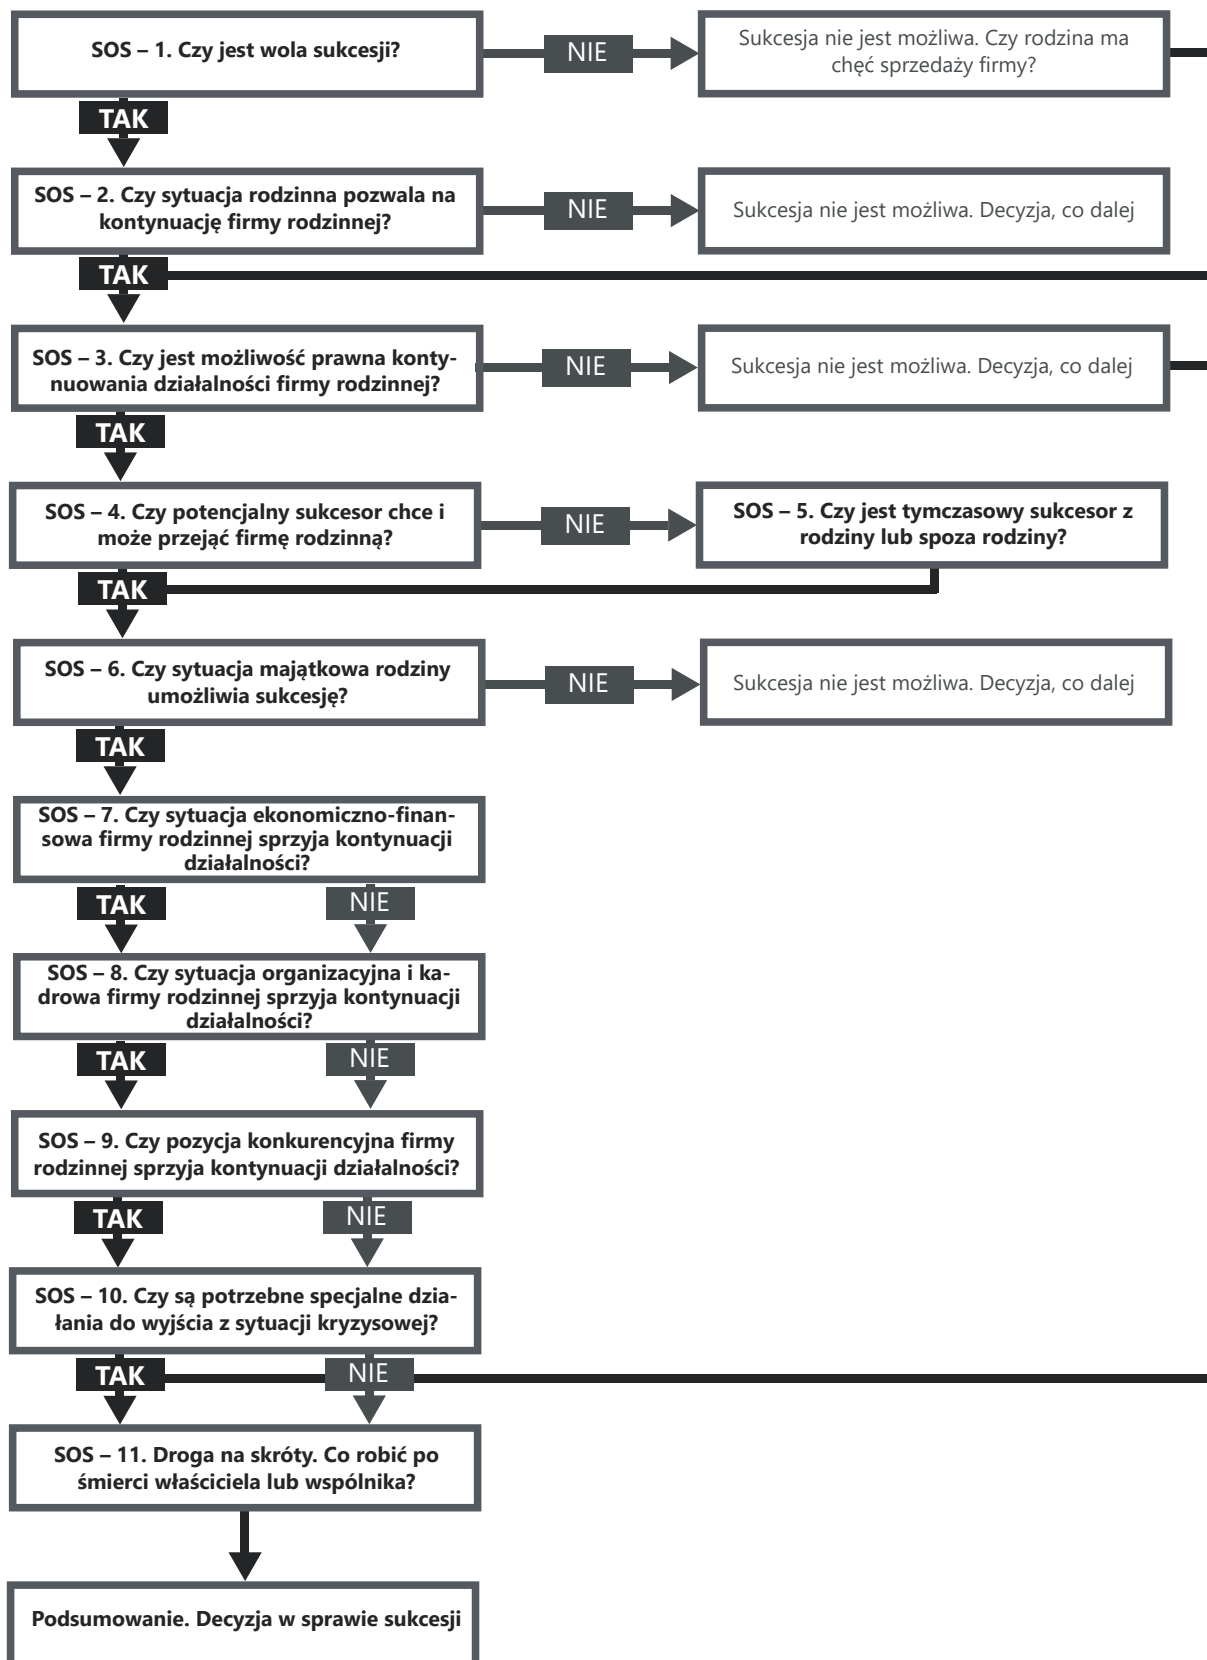 SOS – 1. Czy jest wola sukcesji?
NIE
Sukcesja nie jest możliwa. Czy rodzina ma
chęć sprzedaży firmy?
TAK
SOS – 2. Czy sytuacja rodzinna pozwala na
kontynuację firmy rodzinnej?
NIE
Sukcesja nie jest możliwa. Decyzja, co dalej
TAK
SOS – 3. Czy jest możliwość prawna konty-
nuowania działalności firmy rodzinnej?
NIE
Sukcesja nie jest możliwa. Decyzja, co dalej
TAK
SOS – 4. Czy potencjalny sukcesor chce i
może przejąć firmę rodzinną?
NIE
SOS – 5. Czy jest tymczasowy sukcesor z
rodziny lub spoza rodziny?
TAK
SOS – 6. Czy sytuacja majątkowa rodziny
umożliwia sukcesję?
NIE
Sukcesja nie jest możliwa. Decyzja, co dalej
TAK
SOS – 7. Czy sytuacja ekonomiczno-finan-
sowa firmy rodzinnej sprzyja kontynuacji
działalności?
TAK
NIE
SOS – 8. Czy sytuacja organizacyjna i ka-
drowa firmy rodzinnej sprzyja kontynuacji
działalności?
TAK
NIE
SOS – 9. Czy pozycja konkurencyjna firmy
rodzinnej sprzyja kontynuacji działalności?
TAK
NIE
SOS – 10. Czy są potrzebne specjalne dzia-
łania do wyjścia z sytuacji kryzysowej?
TAK
NIE
SOS – 11. Droga na skróty. Co robić po
śmierci właściciela lub wspólnika?
Podsumowanie. Decyzja w sprawie sukcesji